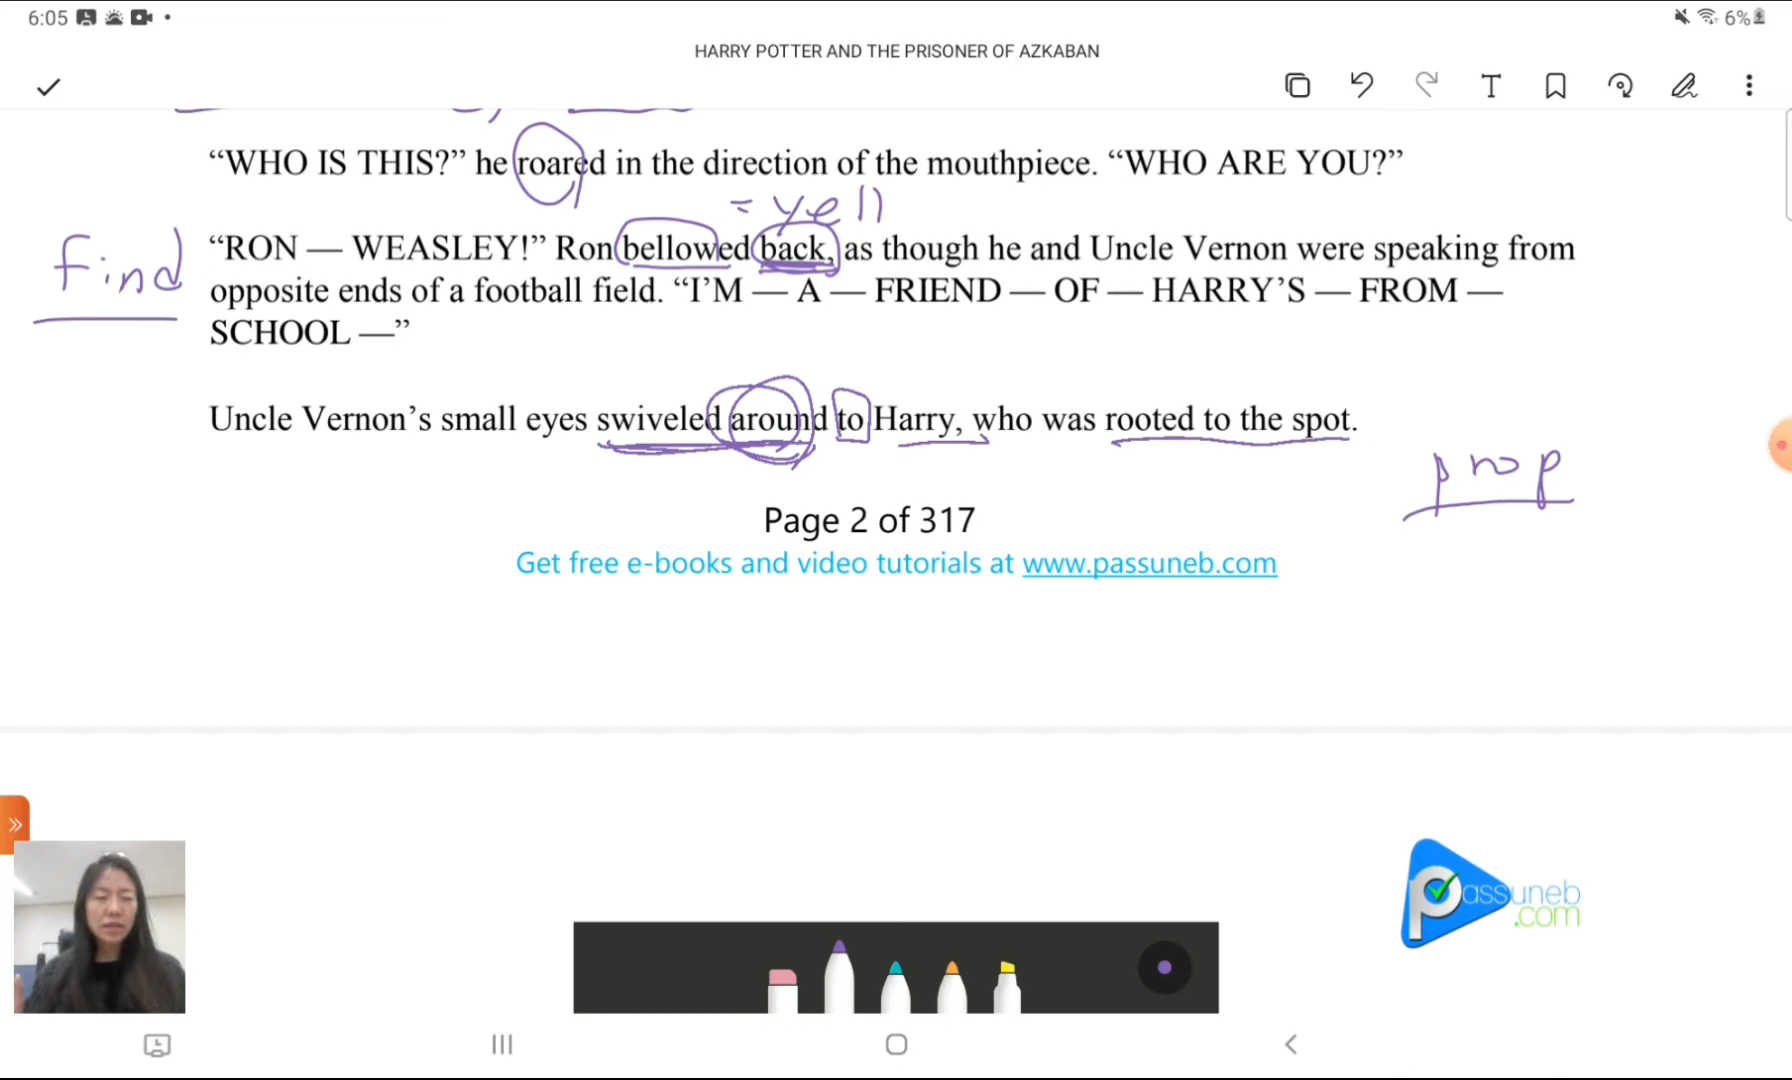 6:05
6%
HARRY POTTER AND THE PRISONER OF AZKABAN
“WHO IS THIS?” he roared in the direction of the mouthpiece. “WHO ARE YOU?”
= yell
find
“RON — WEASLEY!” Ron bellowed back, as though he and Uncle Vernon were speaking from
opposite ends of a football field. “I’M — A — FRIEND — OF — HARRY’S — FROM —
SCHOOL —”
Uncle Vernon’s small eyes swiveled around to Harry, who was rooted to the spot.
prop
Page 2 of 317
Get free e-books and video tutorials at www.passuneb.com
Passuneb
.com